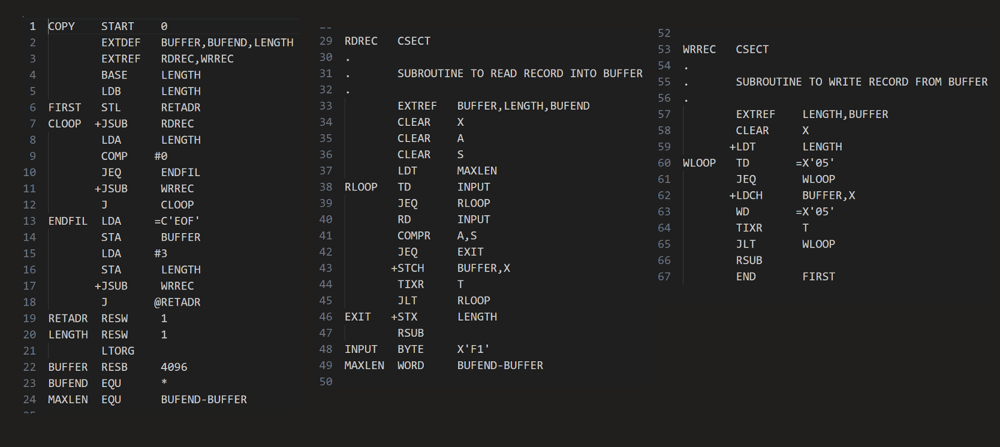 1 COPY START 0
2 EXTDEF BUFFER,BUFEND,LENGTH
3 EXTREF RDREC,WRREC
4 BASE LENGTH
5 LDB LENGTH
6 FIRST STL RETADR
7 CLOOP +JSUB RDREC
8 LDA LENGTH
9 COMP #0
10 JEQ ENDFIL
11 +JSUB WRREC
12 J CLOOP
13 ENDFIL LDA =C'EOF'
14 STA BUFFER
15 LDA #3
16 STA LENGTH
17 +JSUB WRREC
18 J @RETADR
19 RETADR RESW 1
20 LENGTH RESW 1
21 LTORG
22 BUFFER RESB 4096
23 BUFEND EQU *
24 MAXLEN EQU BUFEND-BUFFER
29 RDREC CSECT
30 .
31 . SUBROUTINE TO READ RECORD INTO BUFFER
32 .
33 EXTREF BUFFER,LENGTH,BUFEND
34 CLEAR X
35 CLEAR A
36 CLEAR S
37 LDT MAXLEN
38 RLOOP TD INPUT
39 JEQ RLOOP
40 RD INPUT
41 COMPR A,S
42 JEQ EXIT
43 +STCH BUFFER,X
44 TIXR T
45 JLT RLOOP
46 EXIT +STX LENGTH
47 RSUB
48 INPUT BYTE X'F1'
49 MAXLEN WORD BUFEND-BUFFER
50
52
53 WRREC CSECT
54 .
55 . SUBROUTINE TO WRITE RECORD FROM BUFFER
56 .
57 EXTREF LENGTH,BUFFER
58 CLEAR X
59 +LDT LENGTH
60 WLOOP TD =X'05'
61 JEQ WLOOP
62 +LDCH BUFFER,X
63 WD =X'05'
64 TIXR T
65 JLT WLOOP
66 RSUB
67 END FIRST